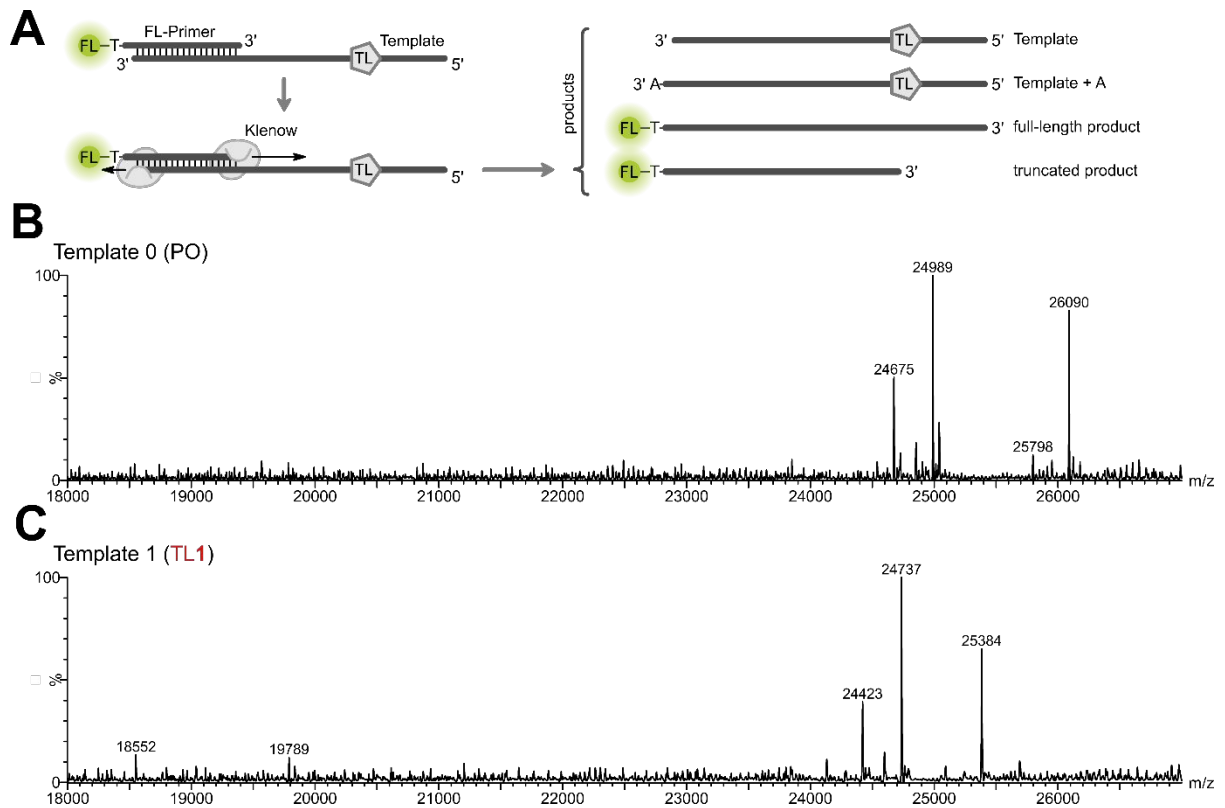 A
FL-Primer
FL
T
3'
3'
Template
TL
5'
Klenow
FL
T
TL
5'
products
3'
TL
5'
Template
3' A
TL
5'
Template + A
FL
T
3'
full-length product
FL
T
3'
truncated product
B
Template 0 (PO)
100
%
0
24675
24989
25798
26090
18000 19000 20000 21000 22000 23000 24000 25000 26000 m/z
C
Template 1 (TL1)
100
%
0
18552
19789
24423
24737
25384
18000 19000 20000 21000 22000 23000 24000 25000 26000 m/z